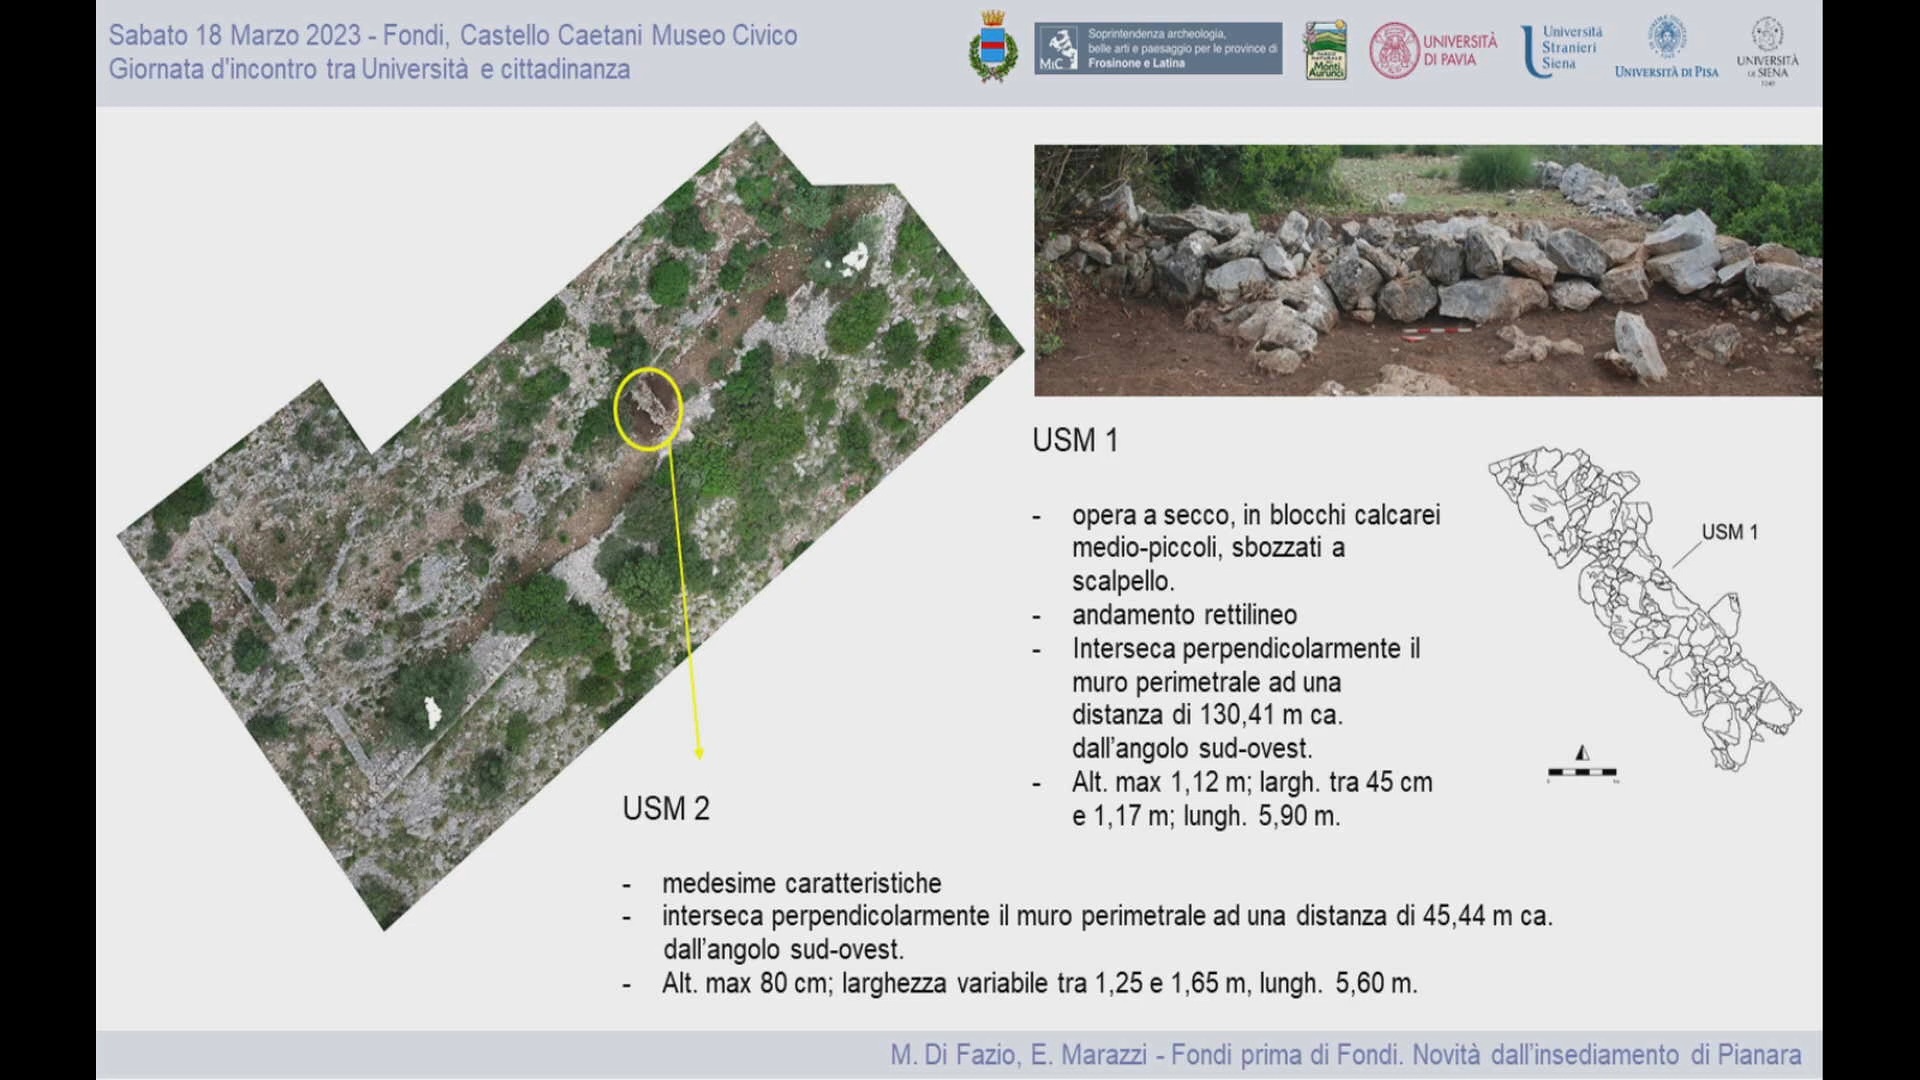 Sabato 18 Marzo 2023 - Fondi, Castello Caetani Museo Civico
Giornata d'incontro tra Università e cittadinanza
MiC
Soprintendenza archeologia,
belle arti e paesaggio per le province di
Frosinone e Latina
PARCO
NATURALE
dei
Monti
Aurunci
UNIVERSITÀ
DI PAVIA
Università
Stranieri
Siena
UNIVERSITÀ DI PISA
UNIVERSITÀ
DI SIENA
1240
USM 1
- opera a secco, in blocchi calcarei
medio-piccoli, sbozzati a
scalpello.
- andamento rettilineo
- Interseca perpendicolarmente il
muro perimetrale ad una
distanza di 130,41 m ca.
dall'angolo sud-ovest.
- Alt. max 1,12 m; largh. tra 45 cm
e 1,17 m; lungh. 5,90 m.
USM 1
USM 2
- medesime caratteristiche
- interseca perpendicolarmente il muro perimetrale ad una distanza di 45,44 m ca.
dall'angolo sud-ovest.
- Alt. max 80 cm; larghezza variabile tra 1,25 e 1,65 m, lungh. 5,60 m.
M. Di Fazio, E. Marazzi - Fondi prima di Fondi. Novità dall'insediamento di Pianara